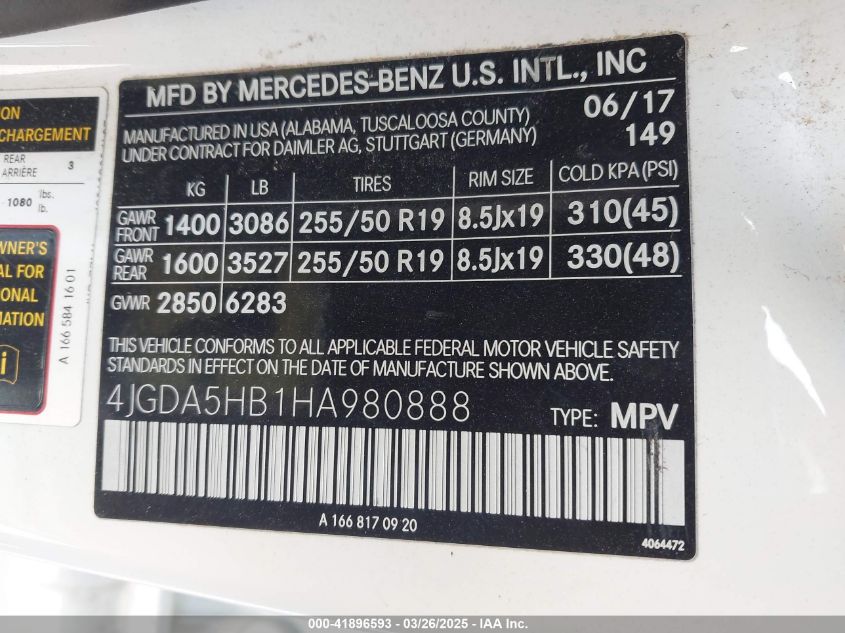 MFD BY MERCEDES-BENZ U.S. INTL., INC
MANUFACTURED IN USA (ALABAMA, TUSCALOOSA COUNTY) 06/17
UNDER CONTRACT FOR DAIMLER AG, STUTTGART (GERMANY) 149
KG LB TIRES RIM SIZE COLD KPA(PSI)
GAWR FRONT 1400 3086 255/50 R19 8.5Jx19 310(45)
GAWR REAR 1600 3527 255/50 R19 8.5Jx19 330(48)
GVWR 2850 6283
THIS VEHICLE CONFORMS TO ALL APPLICABLE FEDERAL MOTOR VEHICLE SAFETY
STANDARDS IN EFFECT ON THE DATE OF MANUFACTURE SHOWN ABOVE.
4JGDA5HB1HA980888 TYPE: MPV
A 166 817 09 20
4064472
CHARGEMENT
REAR 3
ARRIÈRE
1080 lbs.
lb.
A 166 584 16 01
000-41896593 - 03/26/2025 - IAA Inc.